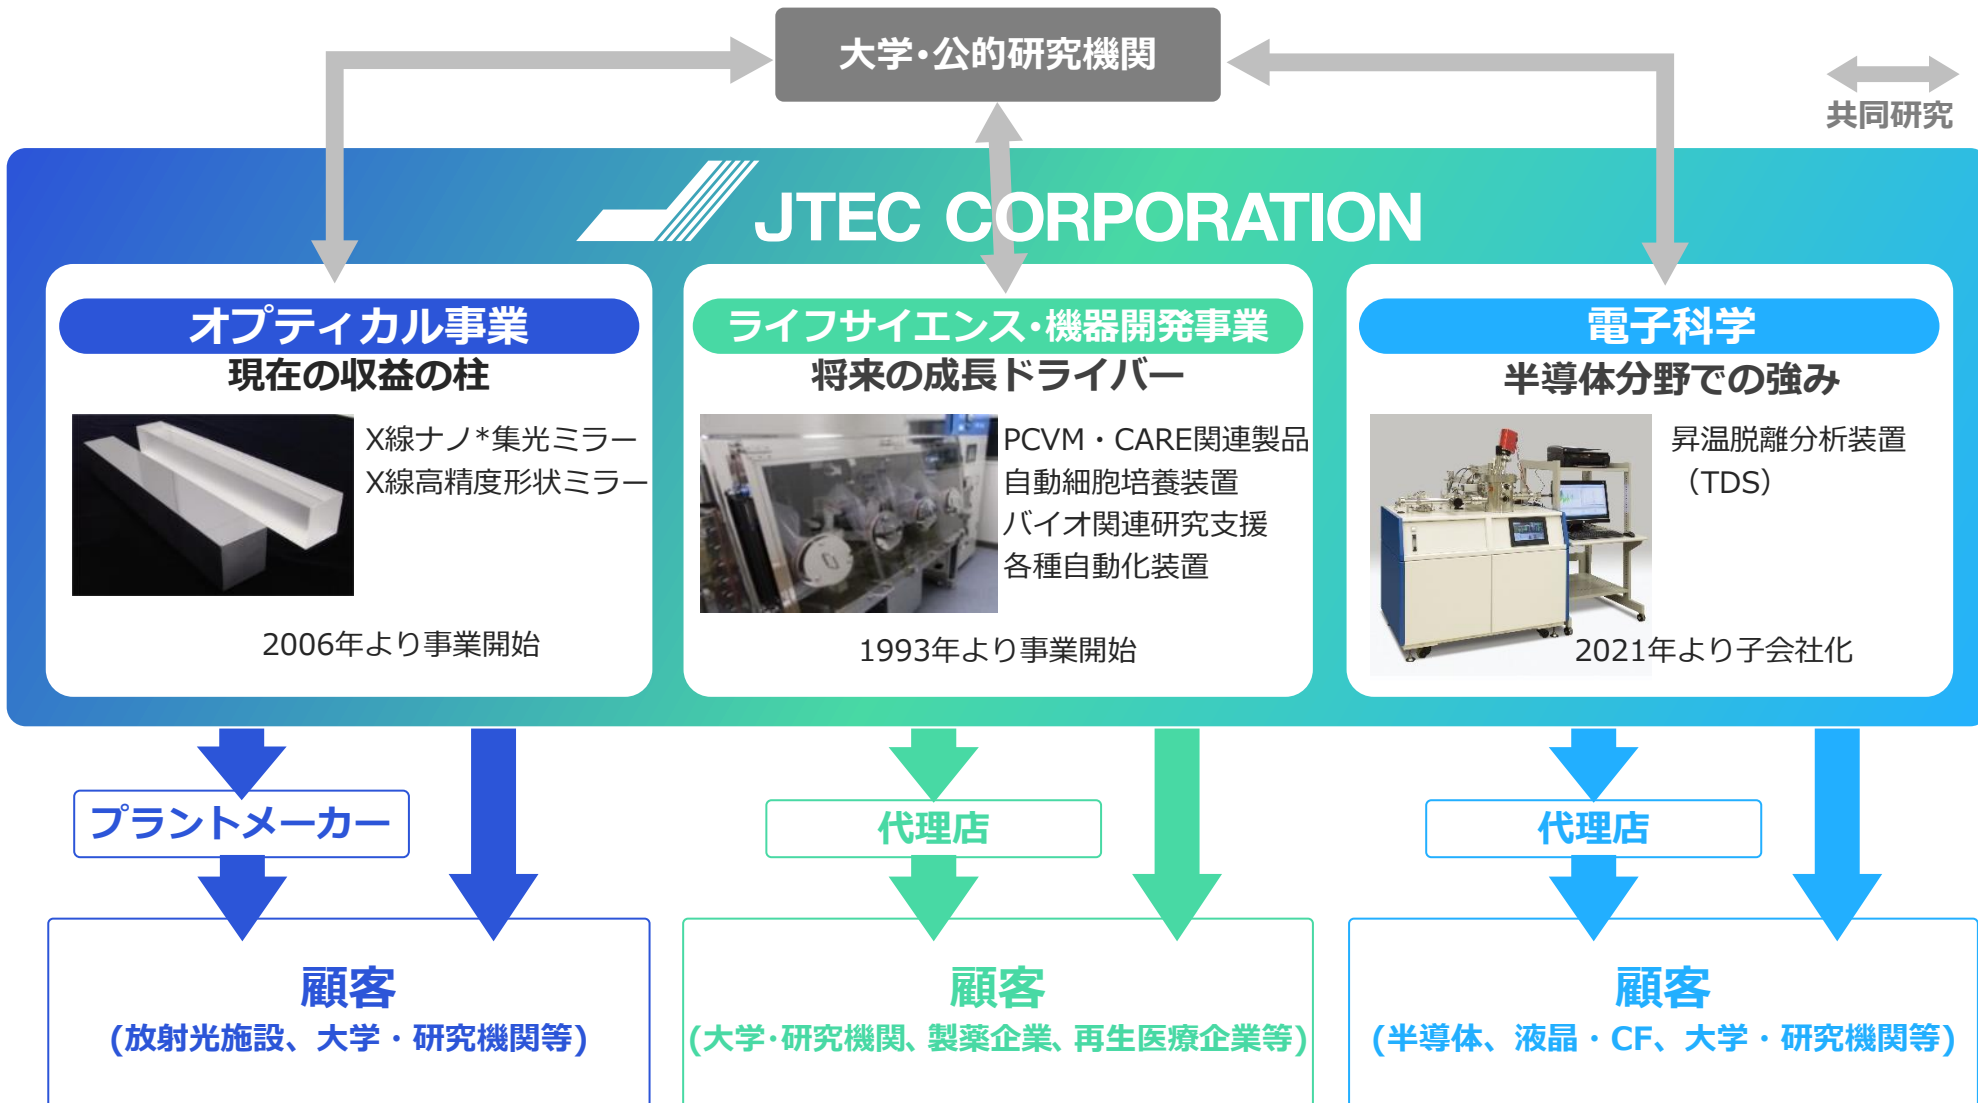 大学・公的研究機関
共同研究
JTEC CORPORATION
オプティカル事業
現在の収益の柱
X線ナノ*集光ミラー
X線高精度形状ミラー
2006年より事業開始
ライフサイエンス・機器開発事業
将来の成長ドライバー
PCVM・CARE関連製品
自動細胞培養装置
バイオ関連研究支援
各種自動化装置
1993年より事業開始
電子科学
半導体分野での強み
昇温脱離分析装置
（TDS）
2021年より子会社化
プラントメーカー
代理店
代理店
顧客
(放射光施設、大学・研究機関等)
顧客
(大学・研究機関、製薬企業、再生医療企業等)
顧客
(半導体、液晶・CF、大学・研究機関等)